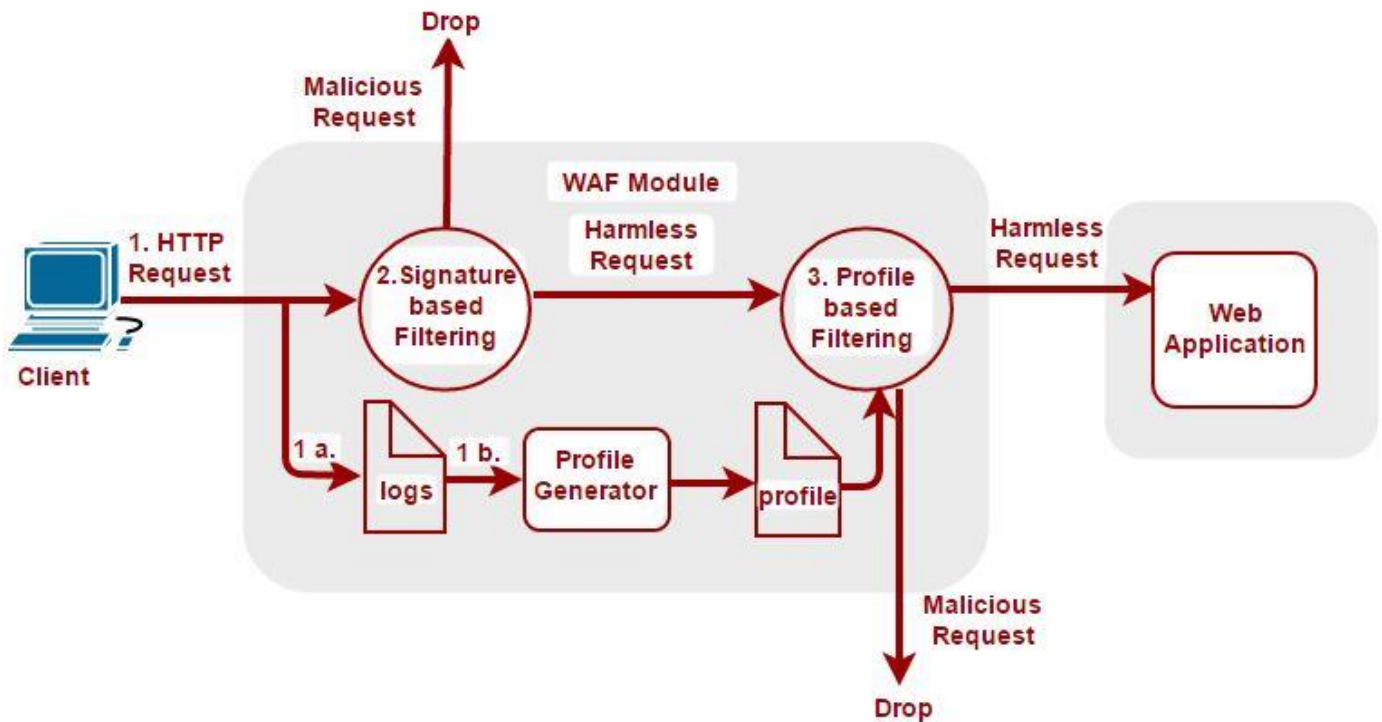 Drop
Malicious
Request
WAF Module
1. HTTP
Request
Harmless
Request
Harmless
Request
2.Signature
based
Filtering
3. Profile
based
Filtering
Web
Application
Client
1 a.
logs
1 b.
Profile
Generator
profile
Malicious
Request
Drop